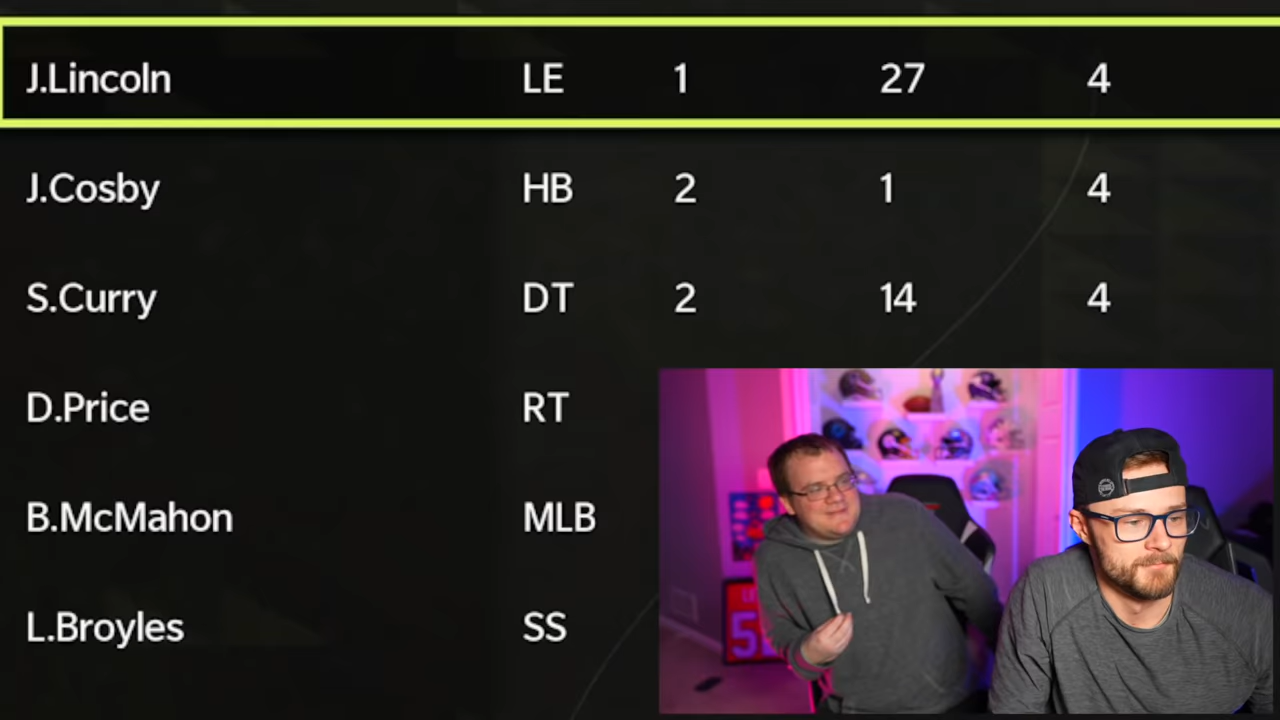 J.Lincoln LE 1 27 4
J.Cosby HB 2 1 4
S.Curry DT 2 14 4
D.Price RT
B.McMahon MLB
L.Broyles SS
5